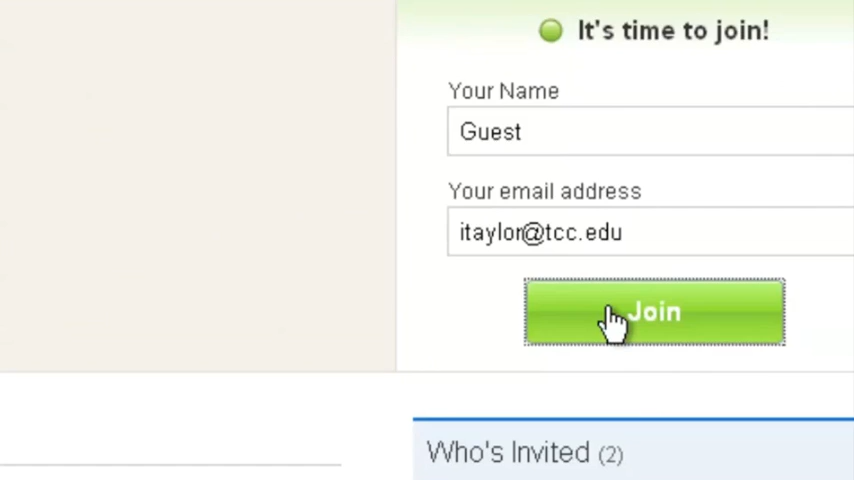 It's time to join!
Your Name
Guest
Your email address
itaylor@tcc.edu
Join
Who's Invited (2)